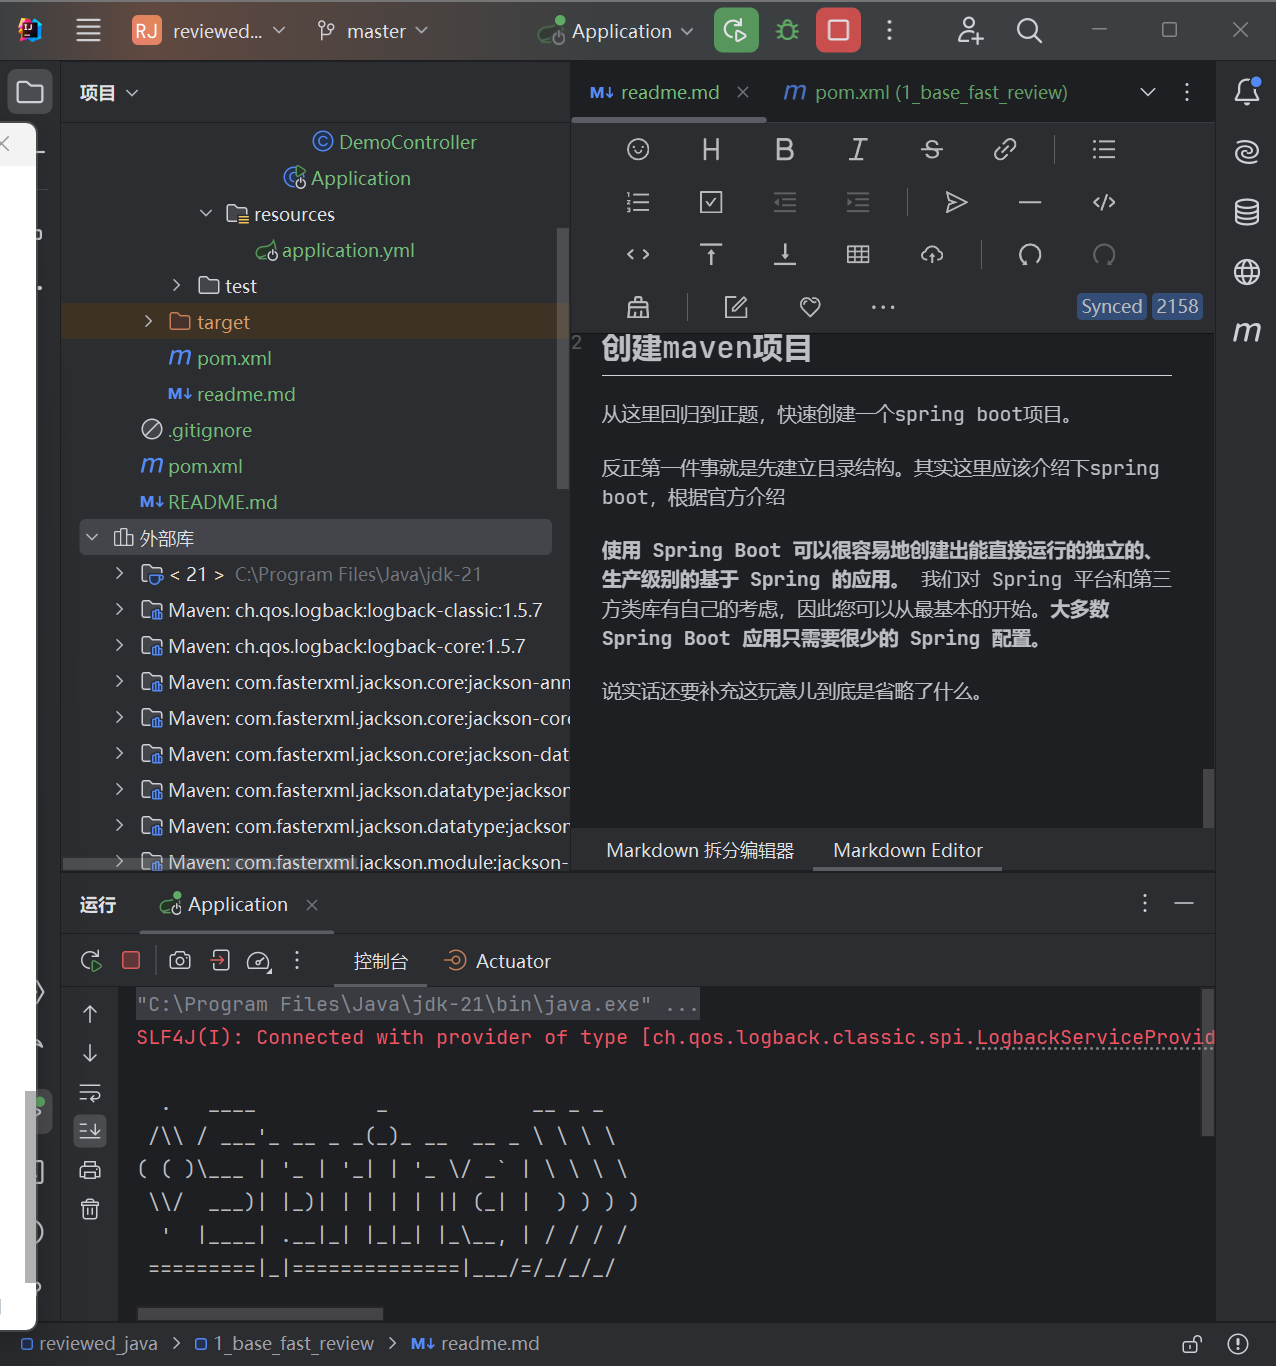 RJ reviewed... master Application
项目
readme.md pom.xml (1_base_fast_review)
DemoController
Application
resources
application.yml
test
target
pom.xml
readme.md
.gitignore
pom.xml
README.md
外部库
< 21 > C:\Program Files\Java\jdk-21
Maven: ch.qos.logback:logback-classic:1.5.7
Maven: ch.qos.logback:logback-core:1.5.7
Maven: com.fasterxml.jackson.core:jackson-ann
Maven: com.fasterxml.jackson.core:jackson-core
Maven: com.fasterxml.jackson.core:jackson-dat
Maven: com.fasterxml.jackson.datatype:jackson
Maven: com.fasterxml.jackson.datatype:jackson
Maven: com.fasterxml.jackson.module:jackson-
Synced 2158
2 创建maven项目
从这里回归到正题，快速创建一个spring boot项目。
反正第一件事就是先建立目录结构。其实这里应该介绍下spring
boot，根据官方介绍
使用 Spring Boot 可以很容易地创建出能直接运行的独立的、
生产级别的基于 Spring 的应用。 我们对 Spring 平台和第三
方类库有自己的考虑，因此您可以从最基本的开始。大多数
Spring Boot 应用只需要很少的 Spring 配置。
说实话还要补充这玩意儿到底是省略了什么。
Markdown 拆分编辑器 Markdown Editor
运行 Application
控制台 Actuator
"C:\Program Files\Java\jdk-21\bin\java.exe" ...
SLF4J(I): Connected with provider of type [ch.qos.logback.classic.spi.LogbackServiceProvid
  .   ____          _            __ _ _
 /\\ / ___'_ __ _ _(_)_ __  __ _ \ \ \ \
( ( )\___ | '_ | '_| | '_ \/ _` | \ \ \ \
 \\/  ___)| |_)| | | | | || (_| |  ) ) ) )
  '  |____| .__|_| |_|_| |_\__, | / / / /
 =========|_|==============|___/=/_/_/_/
reviewed_java > 1_base_fast_review > readme.md